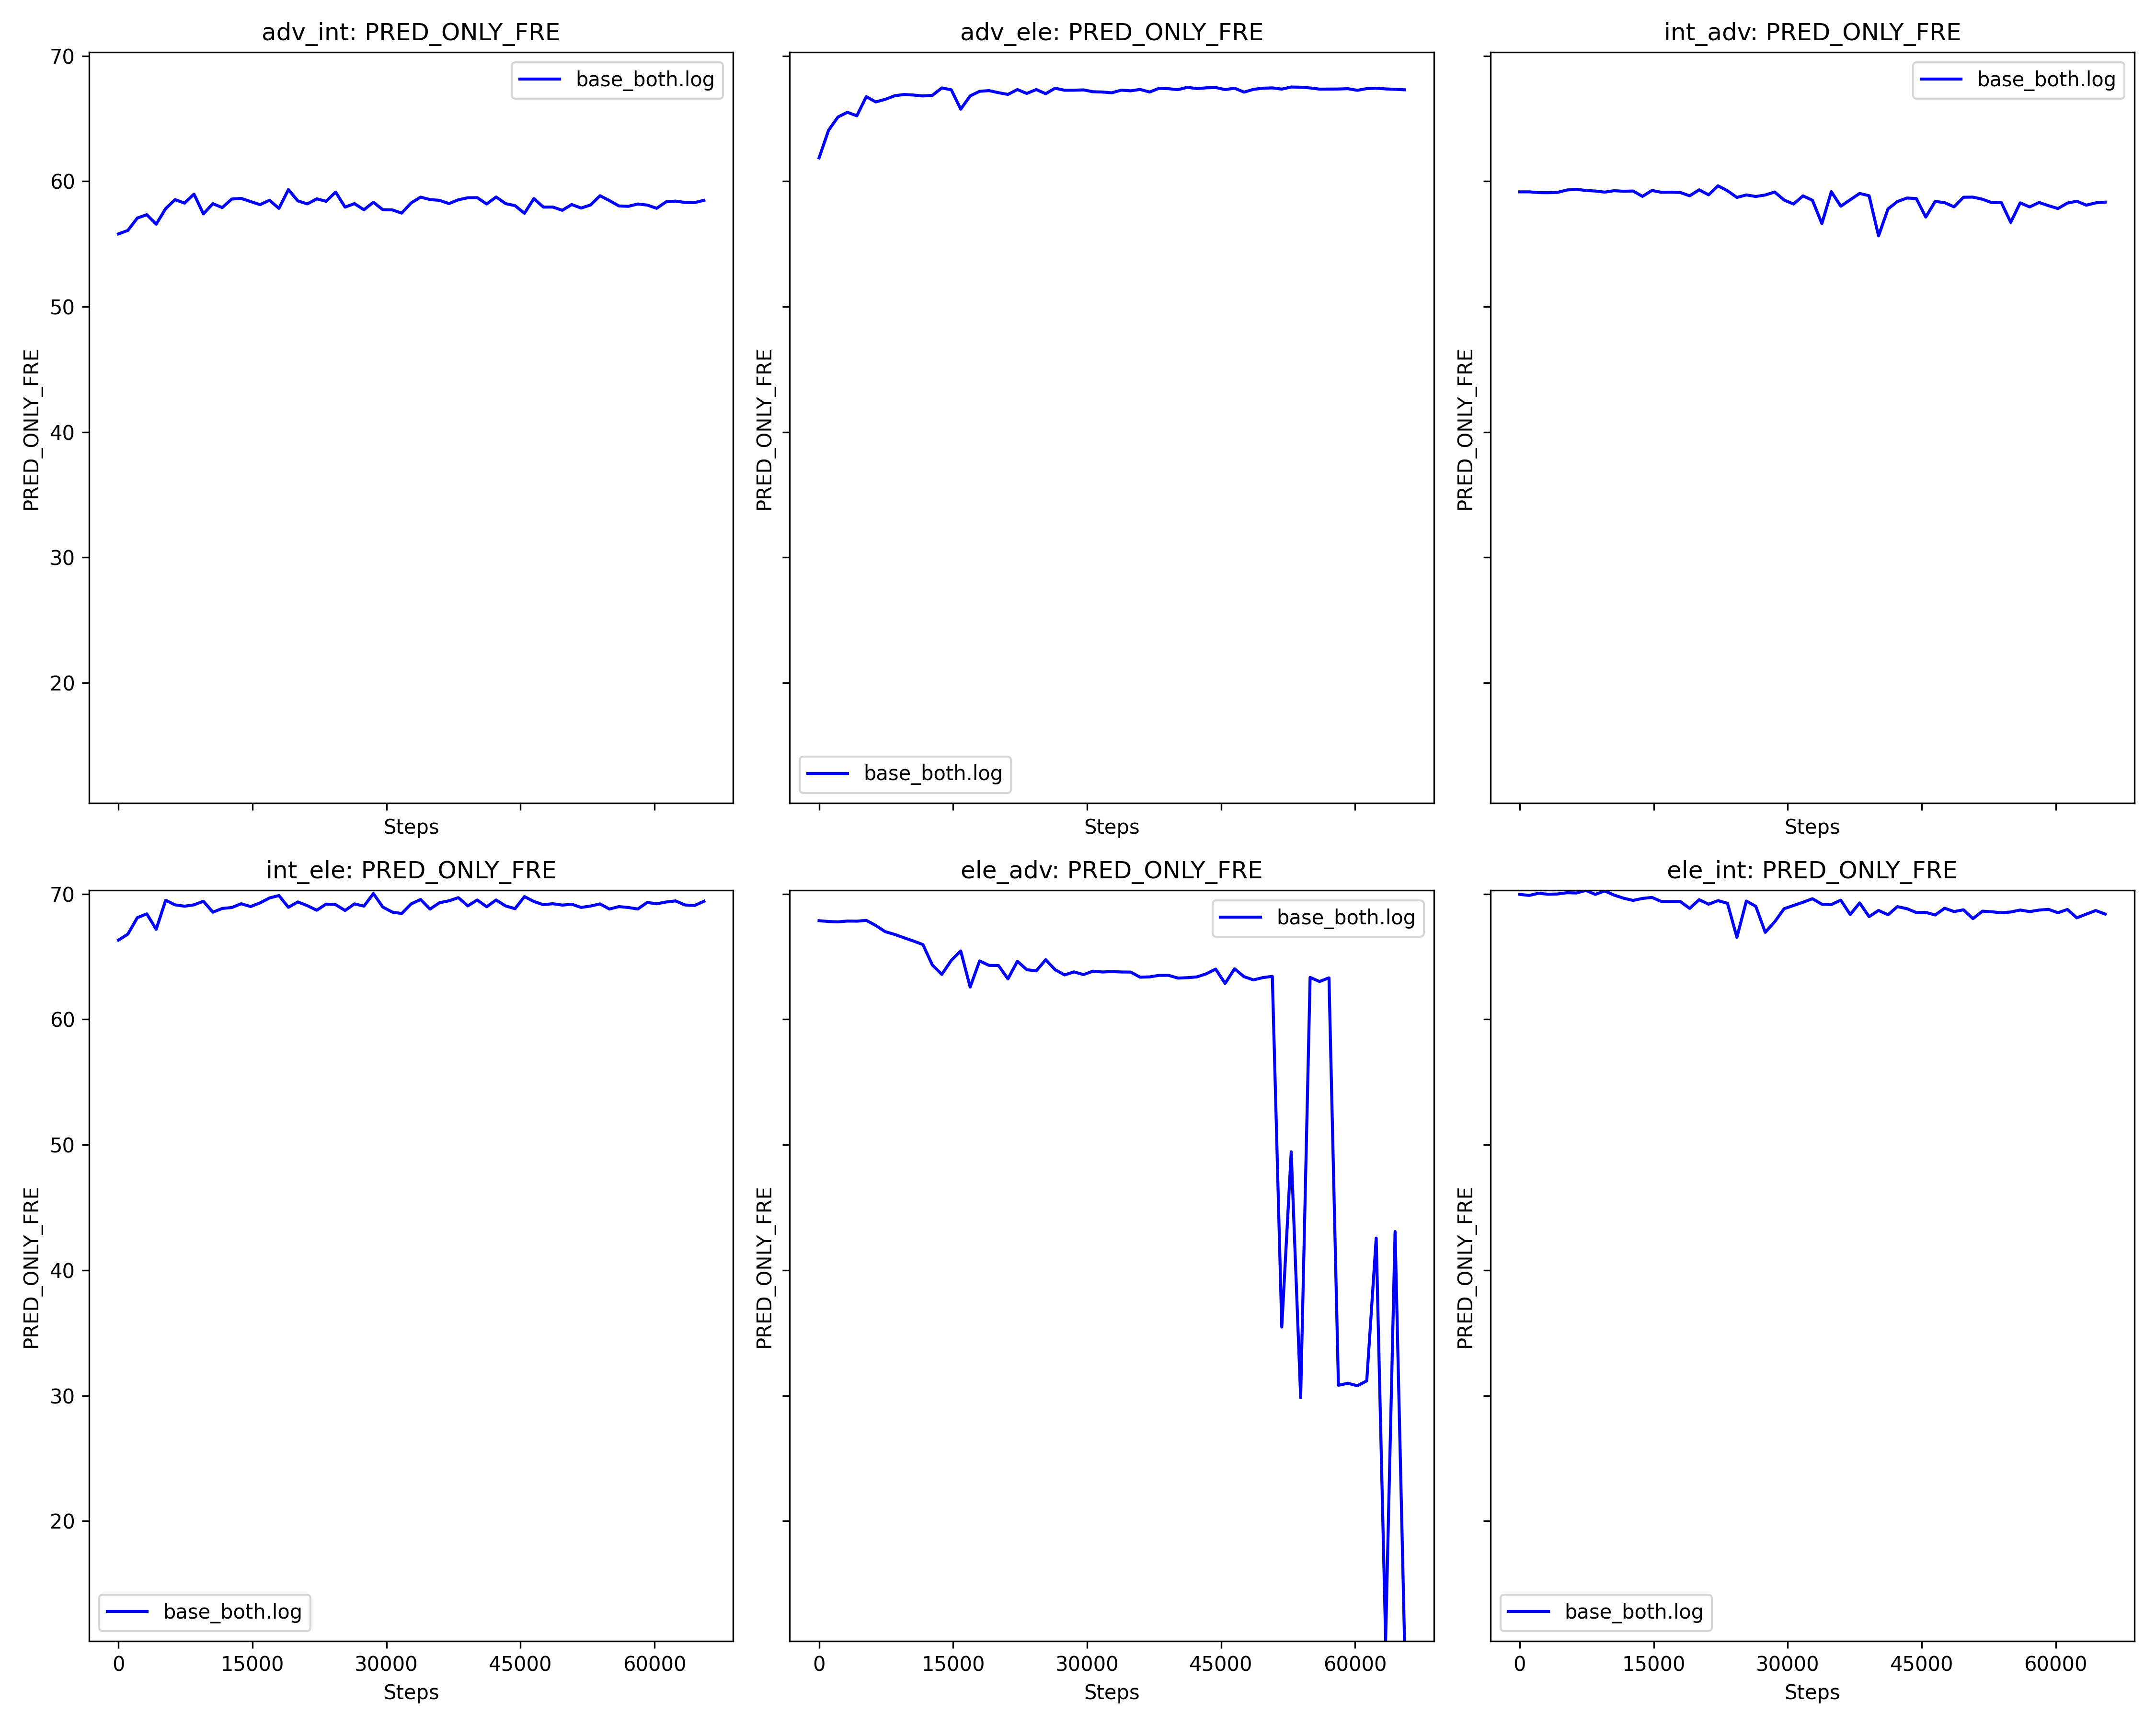 adv_int: PRED_ONLY_FRE
70
60
50
40
30
20
PRED_ONLY_FRE
base_both.log
Steps
adv_ele: PRED_ONLY_FRE
PRED_ONLY_FRE
base_both.log
Steps
int_adv: PRED_ONLY_FRE
PRED_ONLY_FRE
base_both.log
Steps
int_ele: PRED_ONLY_FRE
70
60
50
40
30
20
PRED_ONLY_FRE
base_both.log
0 15000 30000 45000 60000
Steps
ele_adv: PRED_ONLY_FRE
PRED_ONLY_FRE
base_both.log
0 15000 30000 45000 60000
Steps
ele_int: PRED_ONLY_FRE
PRED_ONLY_FRE
base_both.log
0 15000 30000 45000 60000
Steps